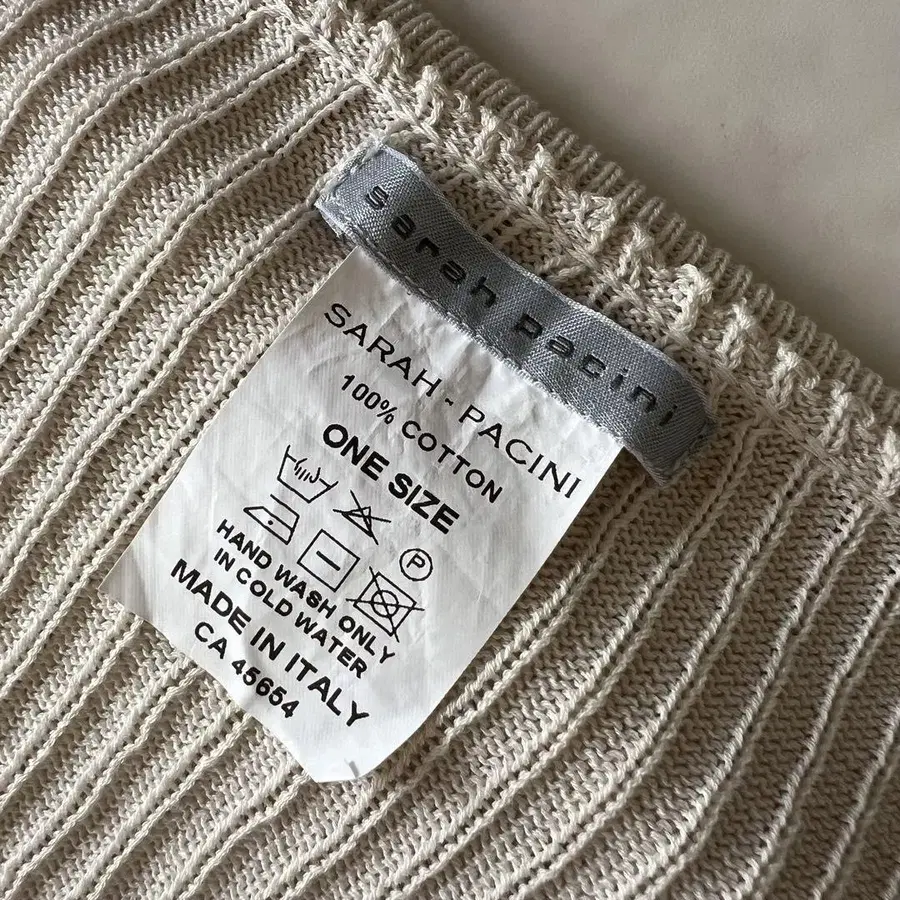 sarah pacini
SARAH - PACINI
100% COTTON
ONE SIZE
P
HAND WASH ONLY
IN COLD WATER
MADE IN ITALY
CA 45654